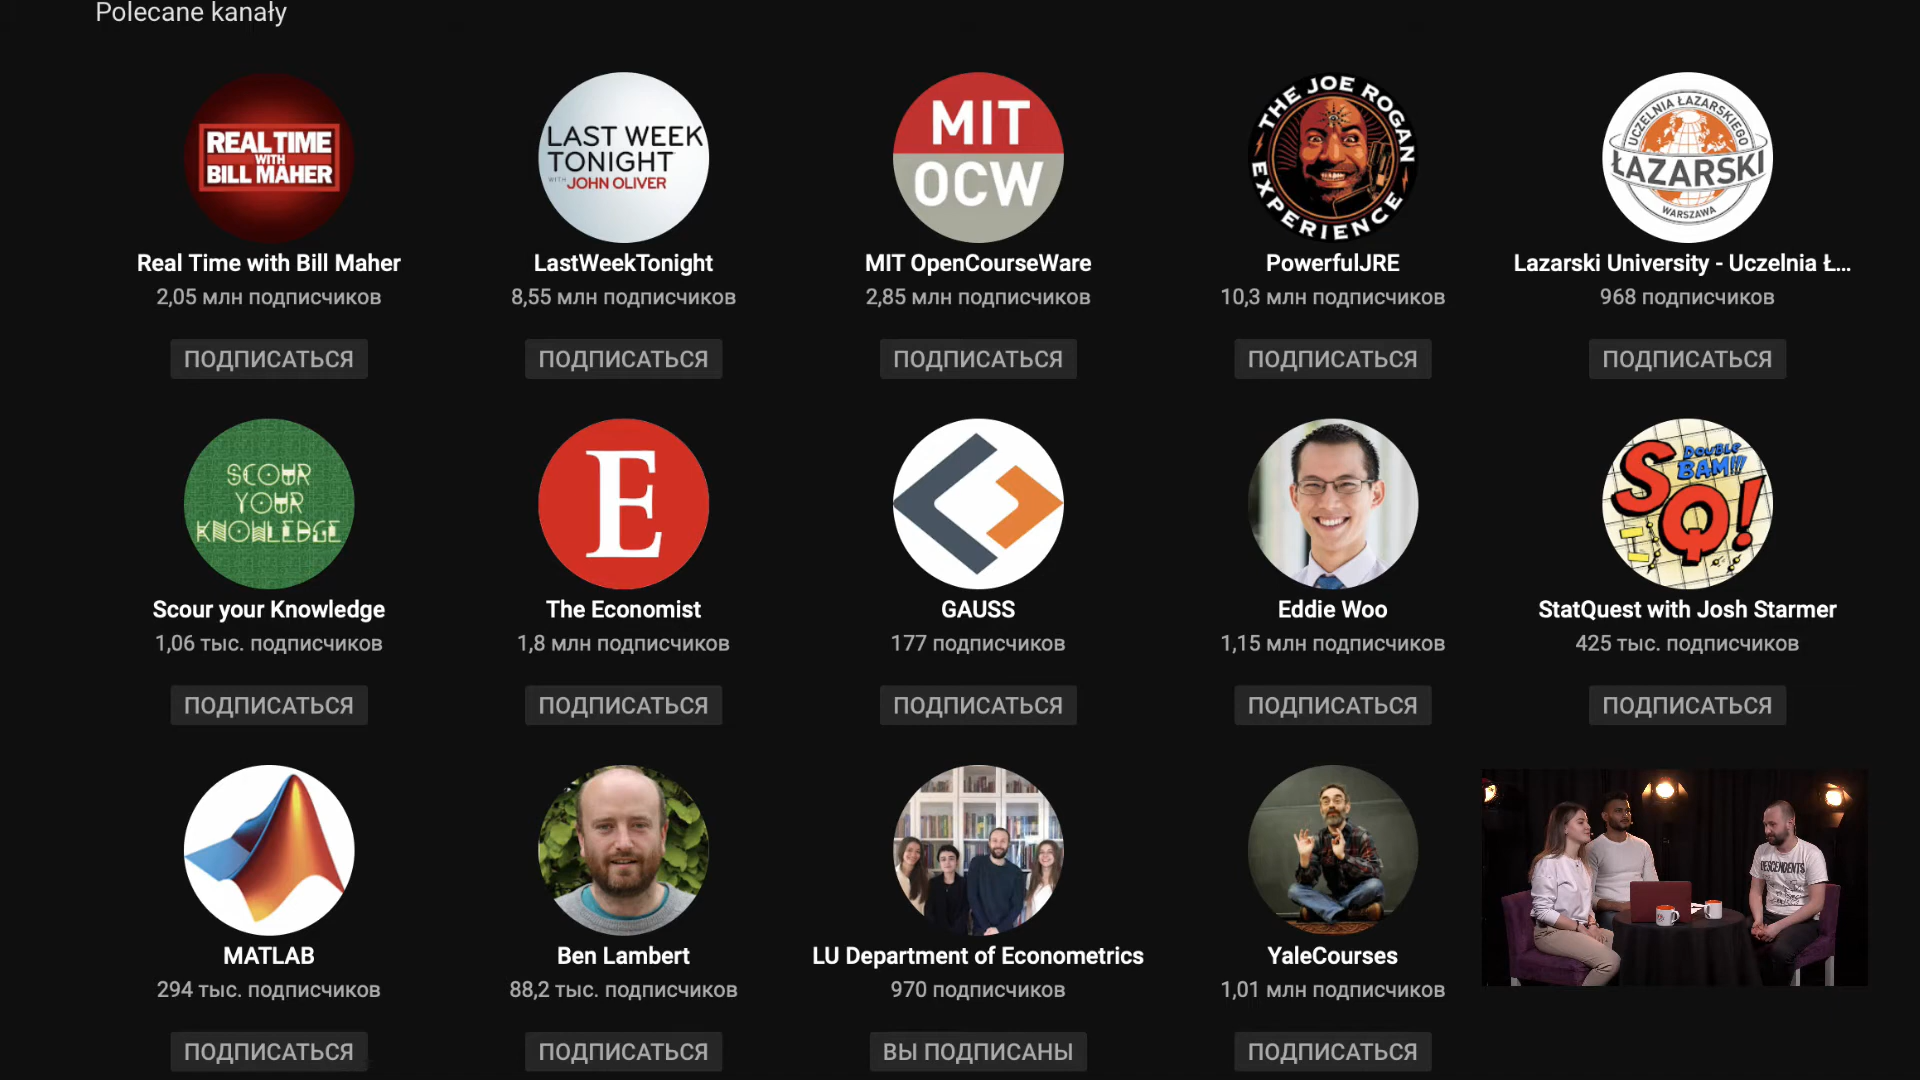 Polecane kanały
REAL TIME
WITH
BILL MAHER
LAST WEEK
TONIGHT
WITH JOHN OLIVER
MIT
OCW
THE JOE ROGAN
EXPERIENCE
UCZELNIA ŁAZARSKIEGO
ŁAZARSKI
WARSZAWA
Real Time with Bill Maher
LastWeekTonight
MIT OpenCourseWare
PowerfulJRE
Lazarski University - Uczelnia Ł...
2,05 млн подписчиков
8,55 млн подписчиков
2,85 млн подписчиков
10,3 млн подписчиков
968 подписчиков
ПОДПИСАТЬСЯ
ПОДПИСАТЬСЯ
ПОДПИСАТЬСЯ
ПОДПИСАТЬСЯ
ПОДПИСАТЬСЯ
SCOUR
YOUR
KNOWLEDGE
E
DOUBLE
BAM!!!
SQ!
Scour your Knowledge
The Economist
GAUSS
Eddie Woo
StatQuest with Josh Starmer
1,06 тыс. подписчиков
1,8 млн подписчиков
177 подписчиков
1,15 млн подписчиков
425 тыс. подписчиков
ПОДПИСАТЬСЯ
ПОДПИСАТЬСЯ
ПОДПИСАТЬСЯ
ПОДПИСАТЬСЯ
ПОДПИСАТЬСЯ
DESCENDENTS
MATLAB
Ben Lambert
LU Department of Econometrics
YaleCourses
294 тыс. подписчиков
88,2 тыс. подписчиков
970 подписчиков
1,01 млн подписчиков
ПОДПИСАТЬСЯ
ПОДПИСАТЬСЯ
ВЫ ПОДПИСАНЫ
ПОДПИСАТЬСЯ